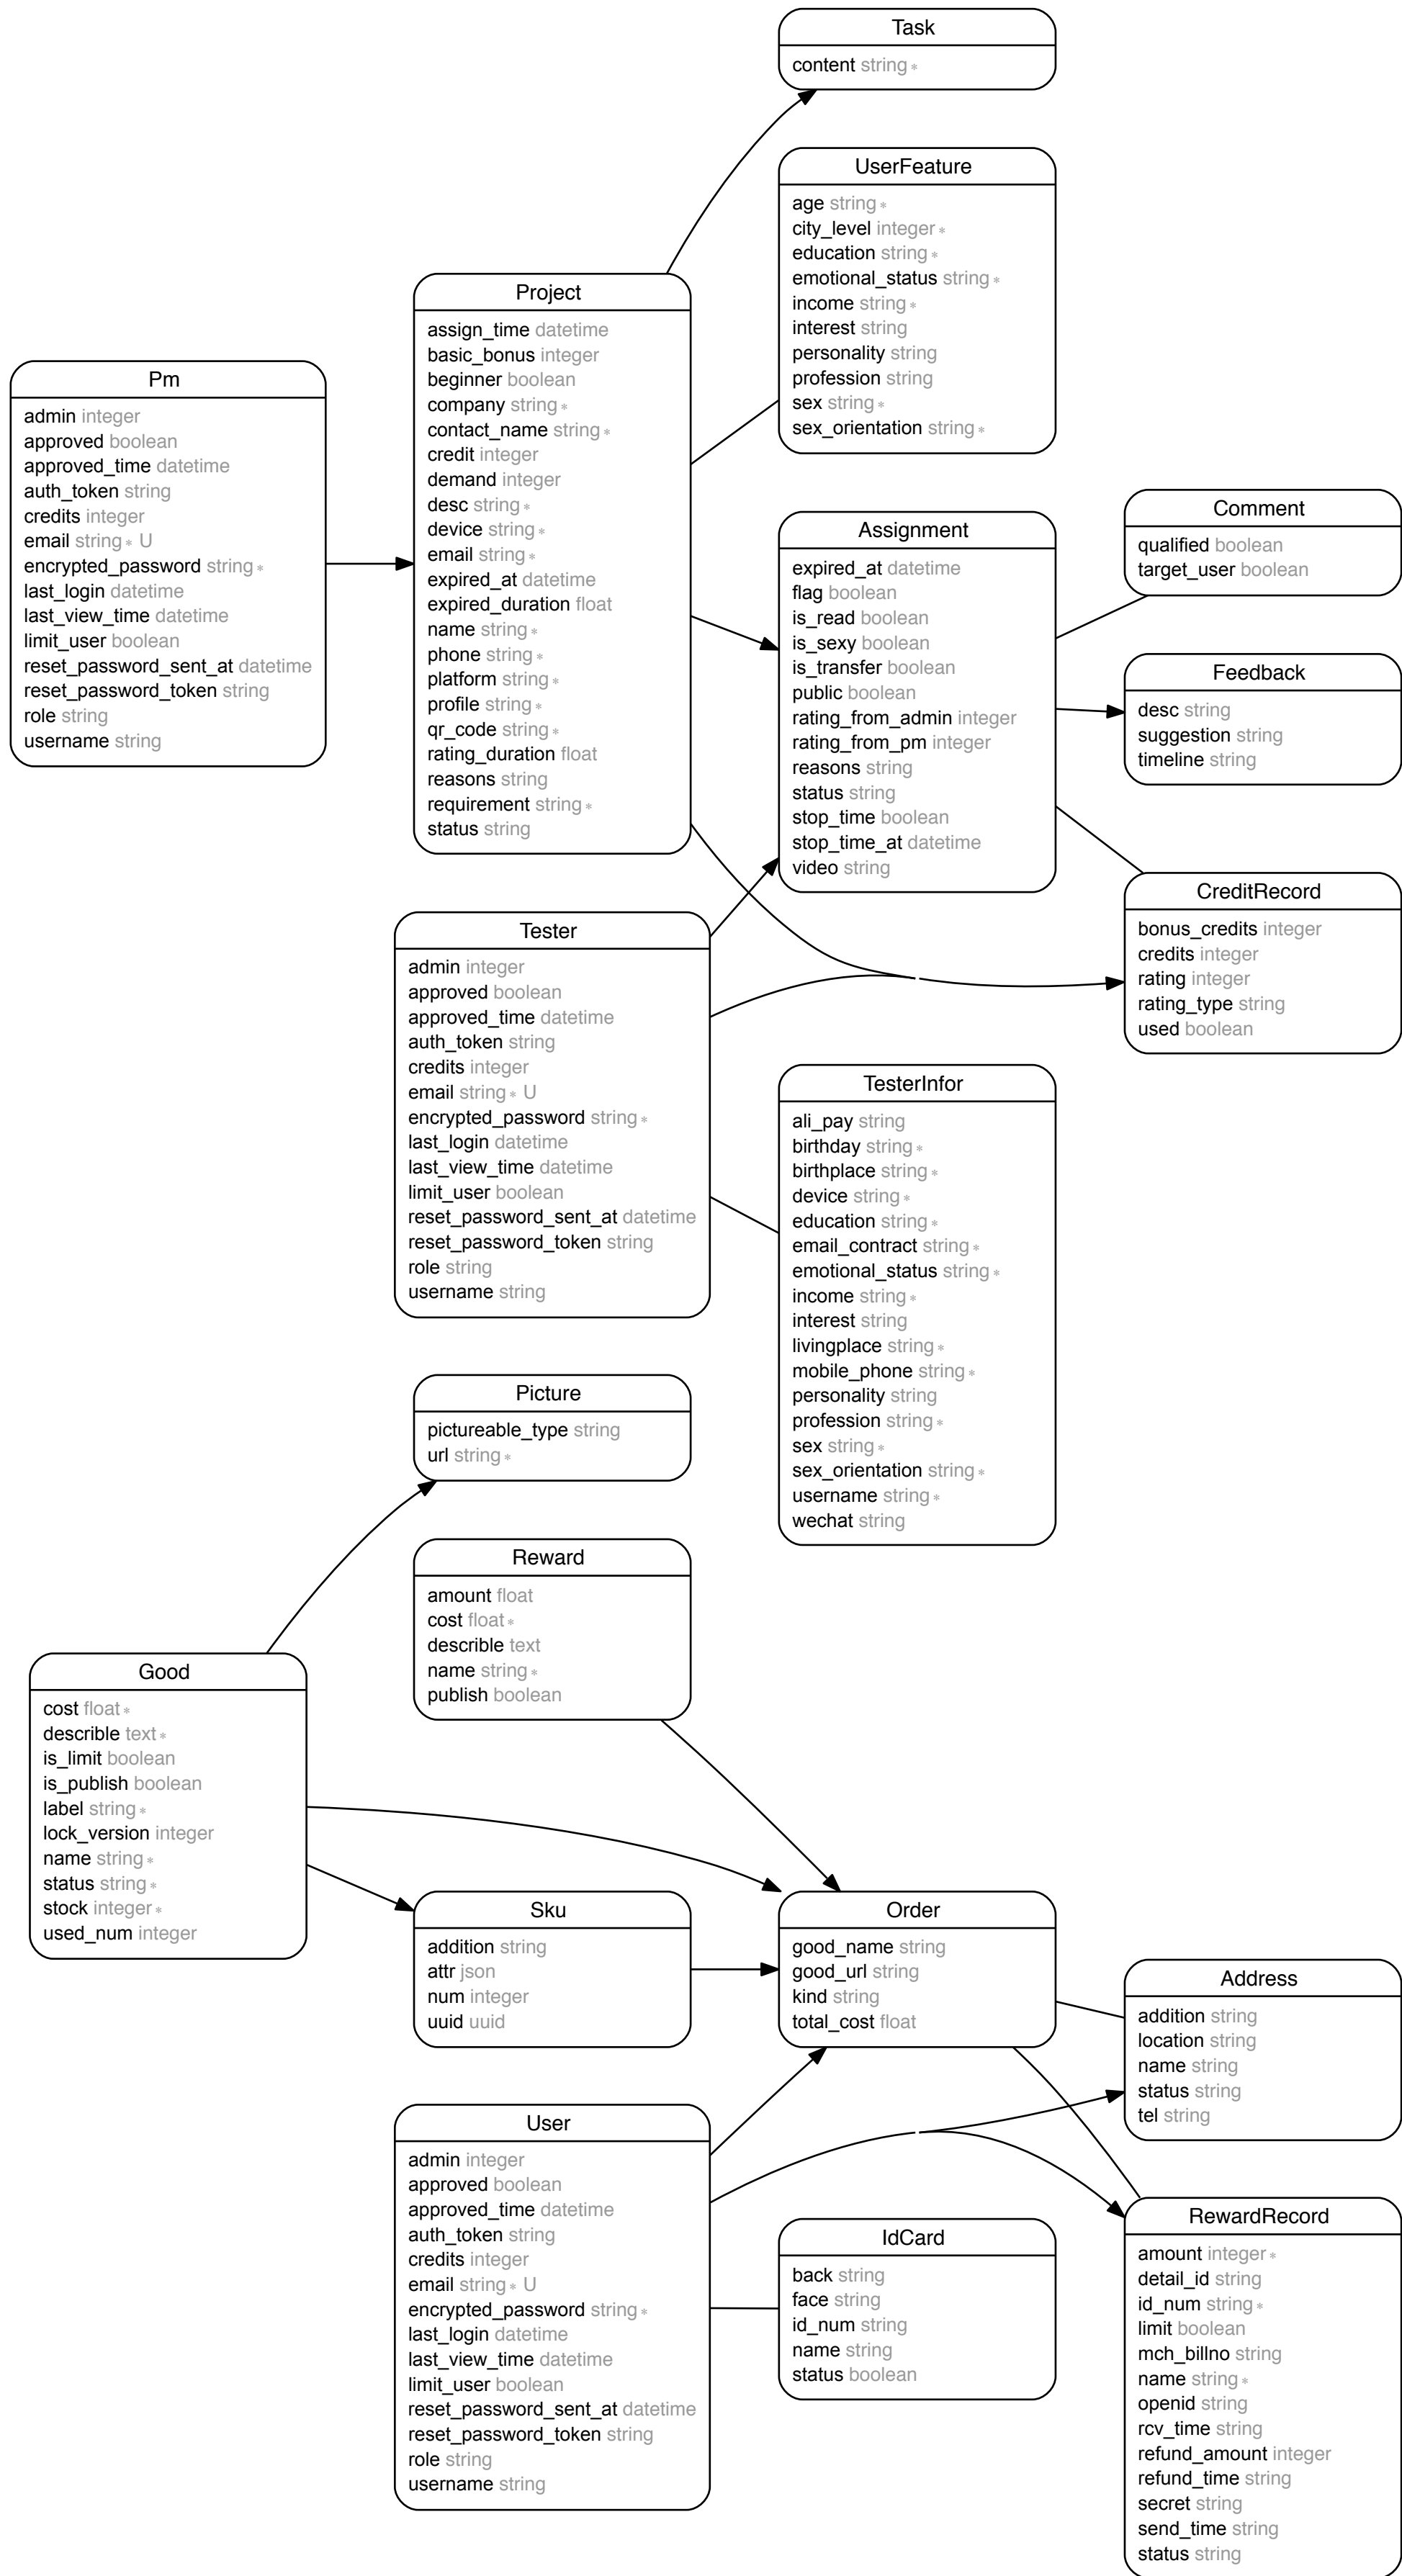 Task
content string *
UserFeature
age string *
city_level integer *
education string *
emotional_status string *
income string *
interest string
personality string
profession string
sex string *
sex_orientation string *
Project
assign_time datetime
basic_bonus integer
beginner boolean
company string *
contact_name string *
credit integer
demand integer
desc string *
device string *
email string *
expired_at datetime
expired_duration float
name string *
phone string *
platform string *
profile string *
qr_code string *
rating_duration float
reasons string
requirement string *
status string
Pm
admin integer
approved boolean
approved_time datetime
auth_token string
credits integer
email string * U
encrypted_password string *
last_login datetime
last_view_time datetime
limit_user boolean
reset_password_sent_at datetime
reset_password_token string
role string
username string
Assignment
expired_at datetime
flag boolean
is_read boolean
is_sexy boolean
is_transfer boolean
public boolean
rating_from_admin integer
rating_from_pm integer
reasons string
status string
stop_time boolean
stop_time_at datetime
video string
Comment
qualified boolean
target_user boolean
Feedback
desc string
suggestion string
timeline string
CreditRecord
bonus_credits integer
credits integer
rating integer
rating_type string
used boolean
Tester
admin integer
approved boolean
approved_time datetime
auth_token string
credits integer
email string * U
encrypted_password string *
last_login datetime
last_view_time datetime
limit_user boolean
reset_password_sent_at datetime
reset_password_token string
role string
username string
TesterInfor
ali_pay string
birthday string *
birthplace string *
device string *
education string *
email_contract string *
emotional_status string *
income string *
interest string
livingplace string *
mobile_phone string *
personality string
profession string *
sex string *
sex_orientation string *
username string *
wechat string
Picture
pictureable_type string
url string *
Reward
amount float
cost float *
describle text
name string *
publish boolean
Good
cost float *
describle text *
is_limit boolean
is_publish boolean
label string *
lock_version integer
name string *
status string *
stock integer *
used_num integer
Sku
addition string
attr json
num integer
uuid uuid
Order
good_name string
good_url string
kind string
total_cost float
Address
addition string
location string
name string
status string
tel string
User
admin integer
approved boolean
approved_time datetime
auth_token string
credits integer
email string * U
encrypted_password string *
last_login datetime
last_view_time datetime
limit_user boolean
reset_password_sent_at datetime
reset_password_token string
role string
username string
IdCard
back string
face string
id_num string
name string
status boolean
RewardRecord
amount integer *
detail_id string
id_num string *
limit boolean
mch_billno string
name string *
openid string
rcv_time string
refund_amount integer
refund_time string
secret string
send_time string
status string